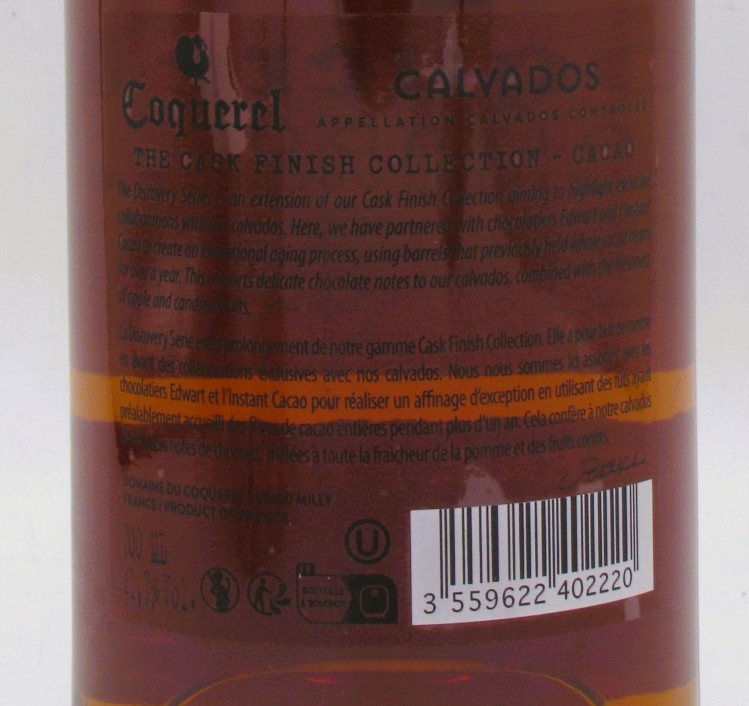 Coquerel
CALVADOS
APPELLATION CALVADOS CONTRÔLÉE
THE CASK FINISH COLLECTION - CACAO
The Discovery Series is an extension of our Cask Finish Collection aiming to highlight exclusive
collaborations with our calvados. Here, we have partnered with chocolatiers Edwart and l'Instant
Cacao to create an exceptional aging process, using barrels that previously held whole cocoa beans
for over a year. This imparts delicate chocolate notes to our calvados, combined with the freshness
of apple and candied fruits.
La Discovery Serie est le prolongement de notre gamme Cask Finish Collection. Elle a pour but de mettre
en avant des collaborations exclusives avec nos calvados. Nous nous sommes ici associés avec les
chocolatiers Edwart et l'Instant Cacao pour réaliser un affinage d'exception en utilisant des fûts ayant
préalablement accueilli des fèves de cacao entières pendant plus d'un an. Cela confère à notre calvados
notes de chocolat, mêlées à toute la fraîcheur de la pomme et des fruits confits.
DOMAINE DU COQUEREL - 50600 MILLY
FRANCE / PRODUCT OF FRANCE
700 ML
Vol.
U
FR
BOUTEILLE
& BOUCHON
3 559622 402220